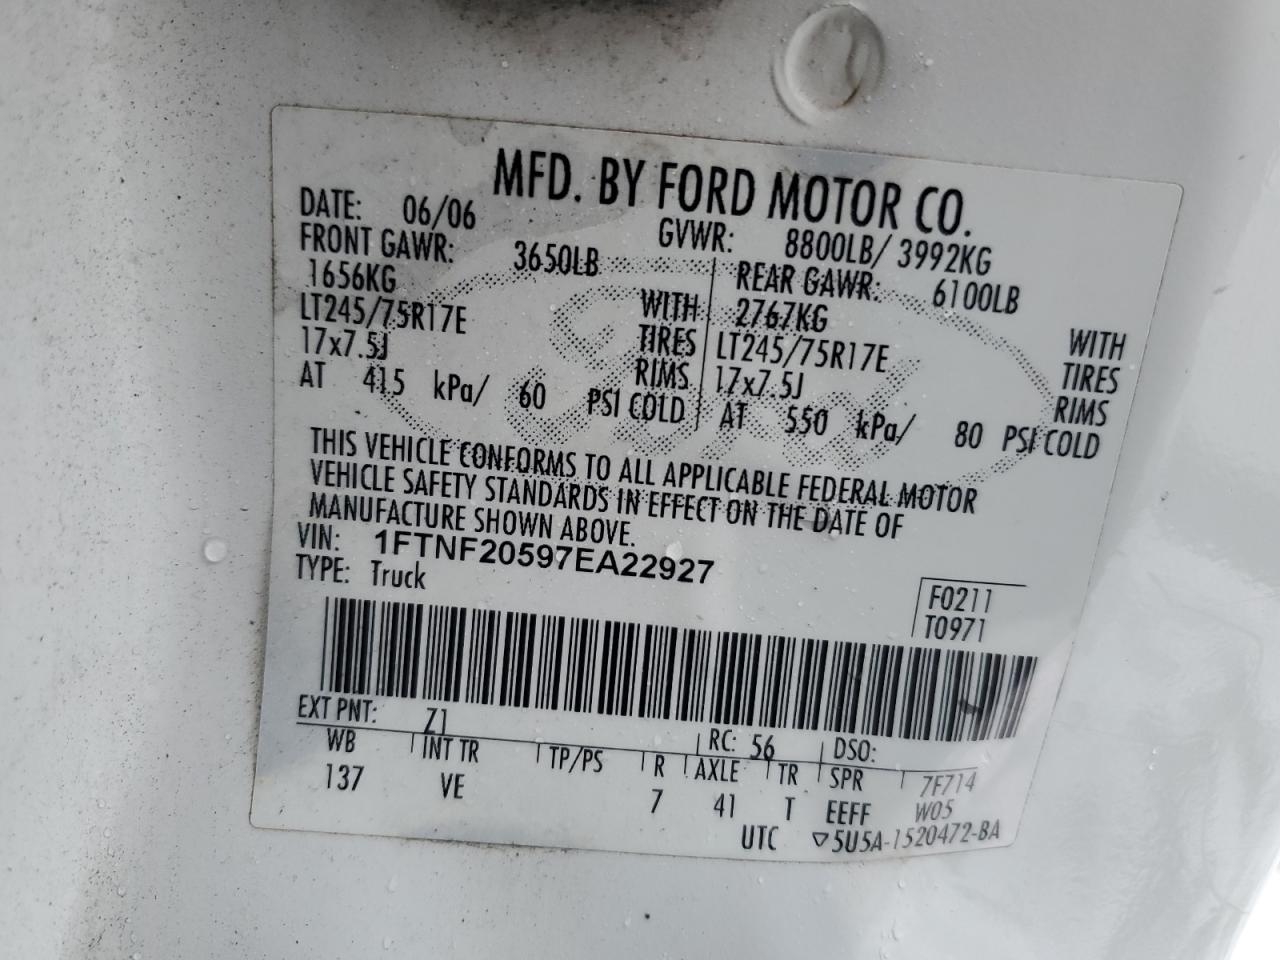 MFD. BY FORD MOTOR CO.
DATE: 06/06 GVWR: 8800LB/ 3992KG
FRONT GAWR: 3650LB REAR GAWR: 6100LB
1656KG WITH 2767KG WITH
LT245/75R17E TIRES LT245/75R17E TIRES
17x7.5J RIMS 17x7.5J RIMS
AT 415 kPa/ 60 PSI COLD AT 550 kPa/ 80 PSI COLD
THIS VEHICLE CONFORMS TO ALL APPLICABLE FEDERAL MOTOR
VEHICLE SAFETY STANDARDS IN EFFECT ON THE DATE OF
MANUFACTURE SHOWN ABOVE.
VIN: 1FTNF20597EA22927
TYPE: Truck
F0211
T0971
EXT PNT: Z1 RC: 56 DSO:
WB INT TR TP/PS R AXLE TR SPR 7F714
137 VE 7 41 T EEFF W05
UTC ▽5U5A-1520472-BA